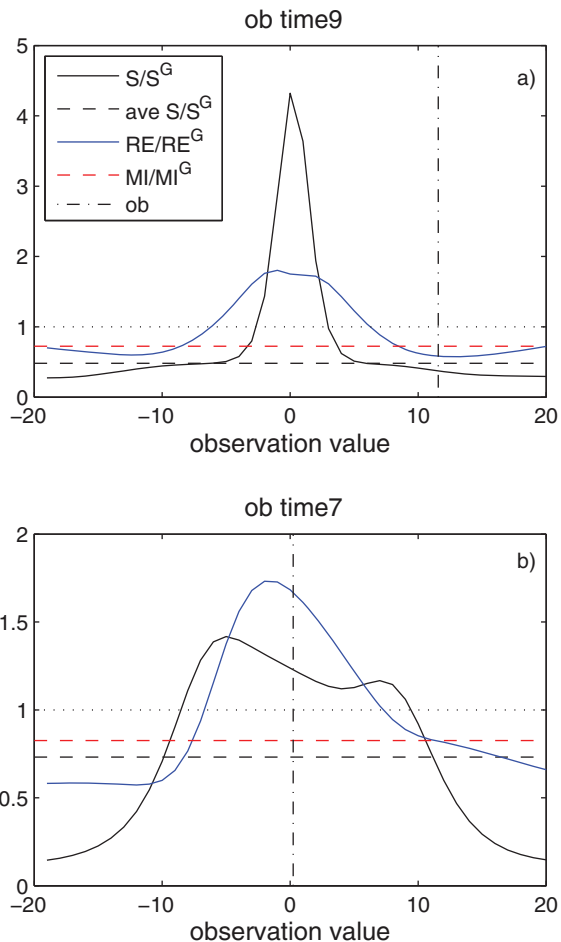 ob time9
5
4
3
2
1
0
a)
S/S^G
ave S/S^G
RE/RE^G
MI/MI^G
ob
−20 −10 0 10 20
observation value
ob time7
2
1.5
1
0.5
0
b)
−20 −10 0 10 20
observation value